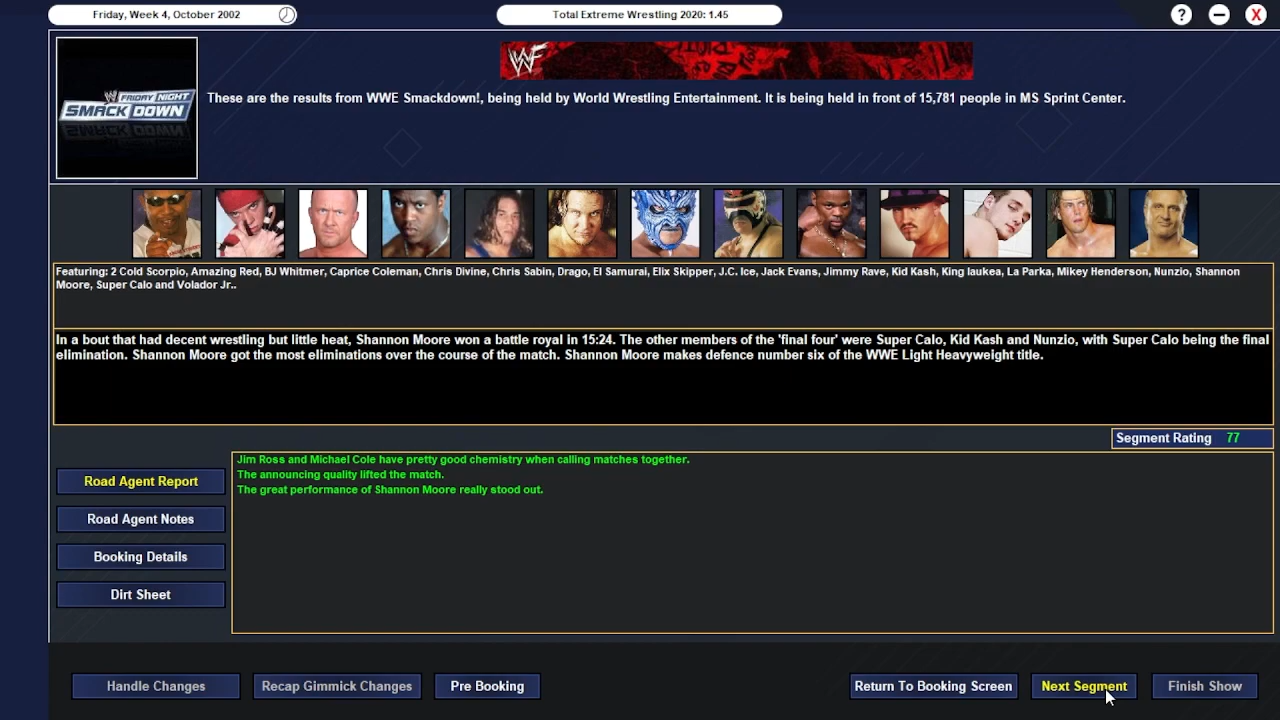 Friday, Week 4, October 2002
Total Extreme Wrestling 2020: 1.45
?
X
WF
FRIDAY NIGHT
SMACK DOWN
These are the results from WWE Smackdown!, being held by World Wrestling Entertainment. It is being held in front of 15,781 people in MS Sprint Center.
Featuring: 2 Cold Scorpio, Amazing Red, BJ Whitmer, Caprice Coleman, Chris Divine, Chris Sabin, Drago, El Samurai, Elix Skipper, J.C. Ice, Jack Evans, Jimmy Rave, Kid Kash, King Iaukea, La Parka, Mikey Henderson, Nunzio, Shannon
Moore, Super Calo and Volador Jr..
In a bout that had decent wrestling but little heat, Shannon Moore won a battle royal in 15:24. The other members of the 'final four' were Super Calo, Kid Kash and Nunzio, with Super Calo being the final
elimination. Shannon Moore got the most eliminations over the course of the match. Shannon Moore makes defence number six of the WWE Light Heavyweight title.
Segment Rating 77
Jim Ross and Michael Cole have pretty good chemistry when calling matches together.
The announcing quality lifted the match.
The great performance of Shannon Moore really stood out.
Road Agent Report
Road Agent Notes
Booking Details
Dirt Sheet
Handle Changes
Recap Gimmick Changes
Pre Booking
Return To Booking Screen
Next Segment
Finish Show